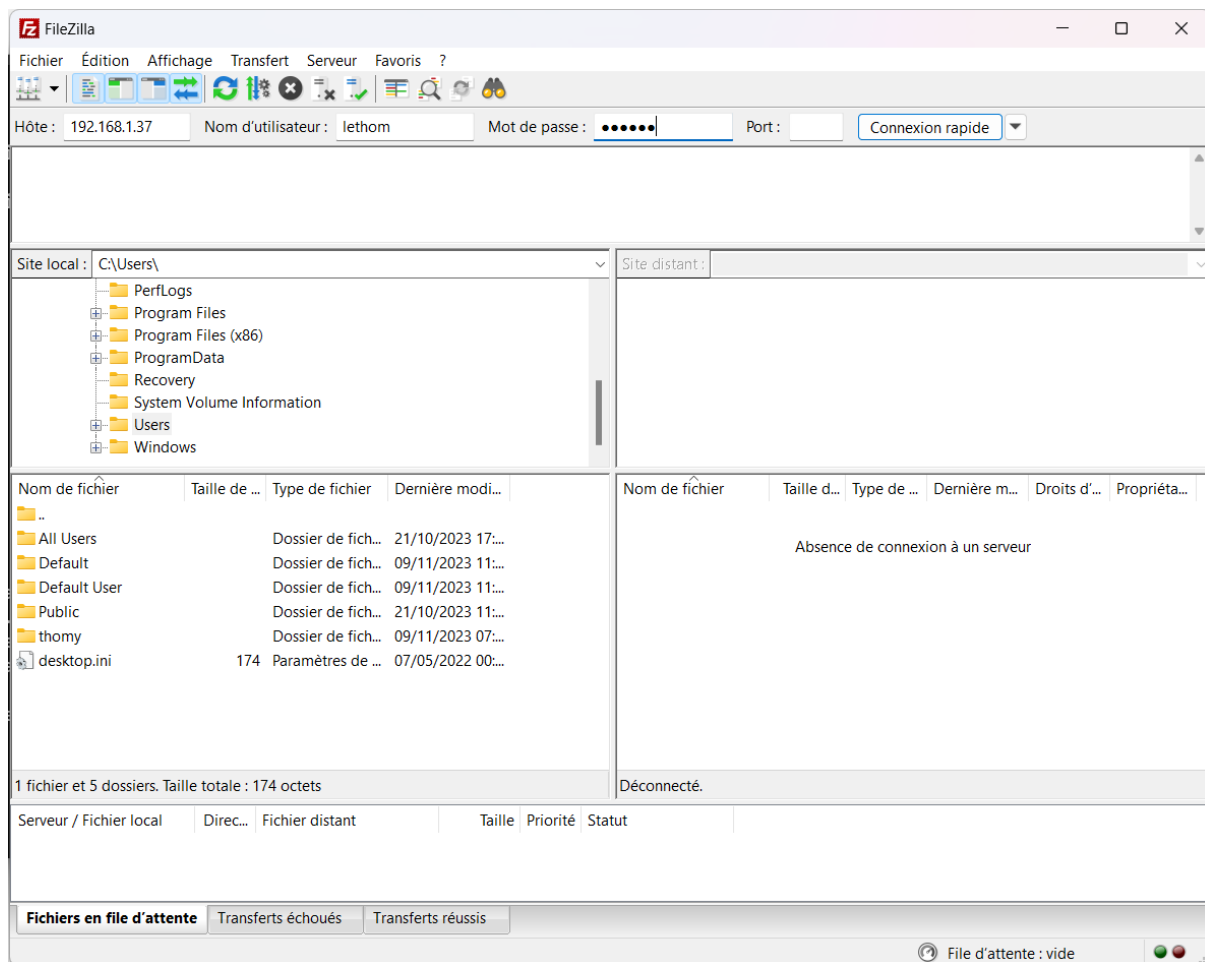 FileZilla
Fichier Édition Affichage Transfert Serveur Favoris ?
Hôte : 192.168.1.37 Nom d'utilisateur : lethom Mot de passe : ●●●●●● Port : Connexion rapide
Site local : C:\Users\ Site distant :
PerfLogs
Program Files
Program Files (x86)
ProgramData
Recovery
System Volume Information
Users
Windows
Nom de fichier Taille de ... Type de fichier Dernière modi...
..
All Users Dossier de fich... 21/10/2023 17:...
Default Dossier de fich... 09/11/2023 11:...
Default User Dossier de fich... 09/11/2023 11:...
Public Dossier de fich... 21/10/2023 11:...
thomy Dossier de fich... 09/11/2023 07:...
desktop.ini 174 Paramètres de ... 07/05/2022 00:...
1 fichier et 5 dossiers. Taille totale : 174 octets
Nom de fichier Taille d... Type de ... Dernière m... Droits d'... Propriéta...
Absence de connexion à un serveur
Déconnecté.
Serveur / Fichier local Direc... Fichier distant Taille Priorité Statut
Fichiers en file d'attente Transferts échoués Transferts réussis
File d'attente : vide